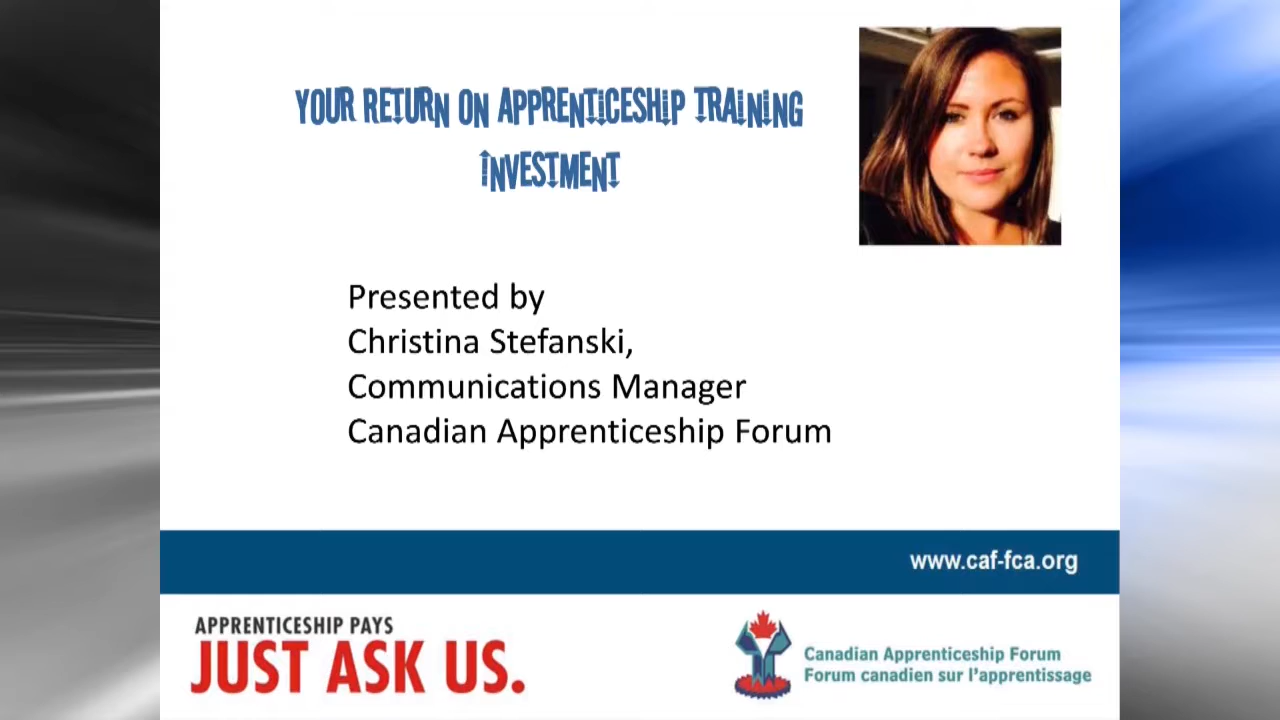 YOUR RETURN ON APPRENTICESHIP TRAINING
INVESTMENT
Presented by
Christina Stefanski,
Communications Manager
Canadian Apprenticeship Forum
www.caf-fca.org
APPRENTICESHIP PAYS
JUST ASK US.
Canadian Apprenticeship Forum
Forum canadien sur l'apprentissage